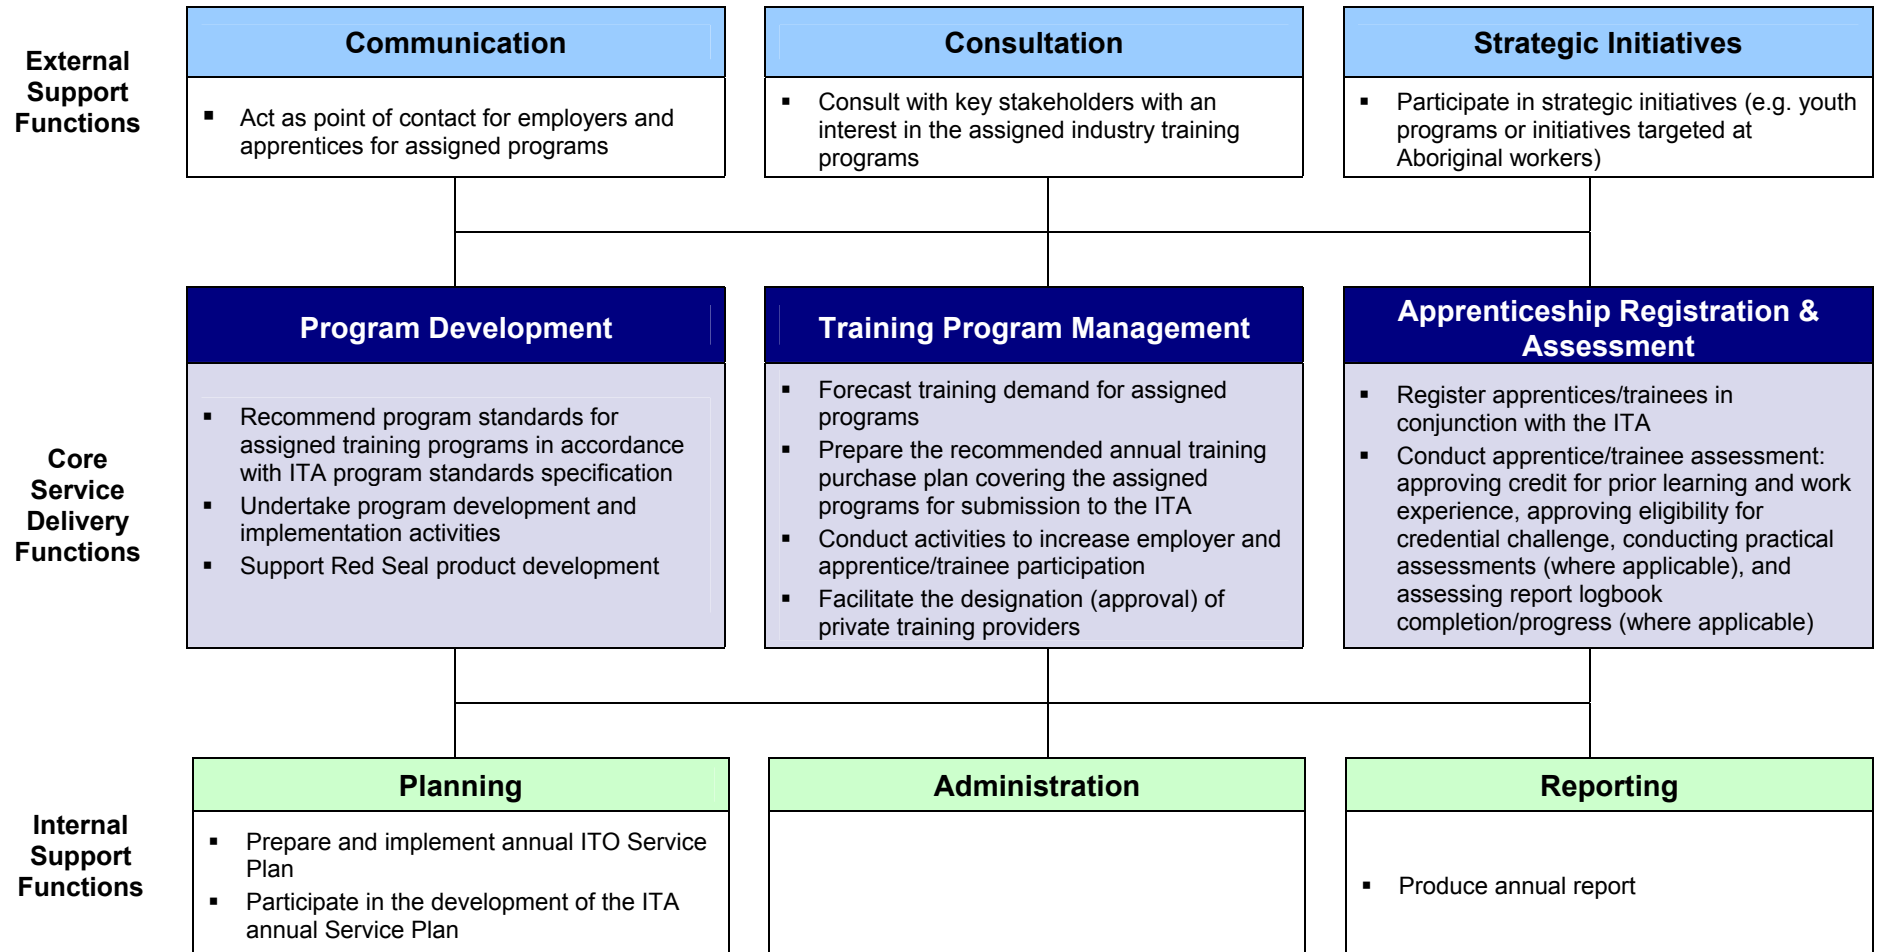 External
Support
Functions
Communication
▪ Act as point of contact for employers and
apprentices for assigned programs
Consultation
▪ Consult with key stakeholders with an
interest in the assigned industry training
programs
Strategic Initiatives
▪ Participate in strategic initiatives (e.g. youth
programs or initiatives targeted at
Aboriginal workers)
Core
Service
Delivery
Functions
Program Development
▪ Recommend program standards for
assigned training programs in accordance
with ITA program standards specification
▪ Undertake program development and
implementation activities
▪ Support Red Seal product development
Training Program Management
▪ Forecast training demand for assigned
programs
▪ Prepare the recommended annual training
purchase plan covering the assigned
programs for submission to the ITA
▪ Conduct activities to increase employer and
apprentice/trainee participation
▪ Facilitate the designation (approval) of
private training providers
Apprenticeship Registration &
Assessment
▪ Register apprentices/trainees in
conjunction with the ITA
▪ Conduct apprentice/trainee assessment:
approving credit for prior learning and work
experience, approving eligibility for
credential challenge, conducting practical
assessments (where applicable), and
assessing report logbook
completion/progress (where applicable)
Internal
Support
Functions
Planning
▪ Prepare and implement annual ITO Service
Plan
▪ Participate in the development of the ITA
annual Service Plan
Administration
Reporting
▪ Produce annual report